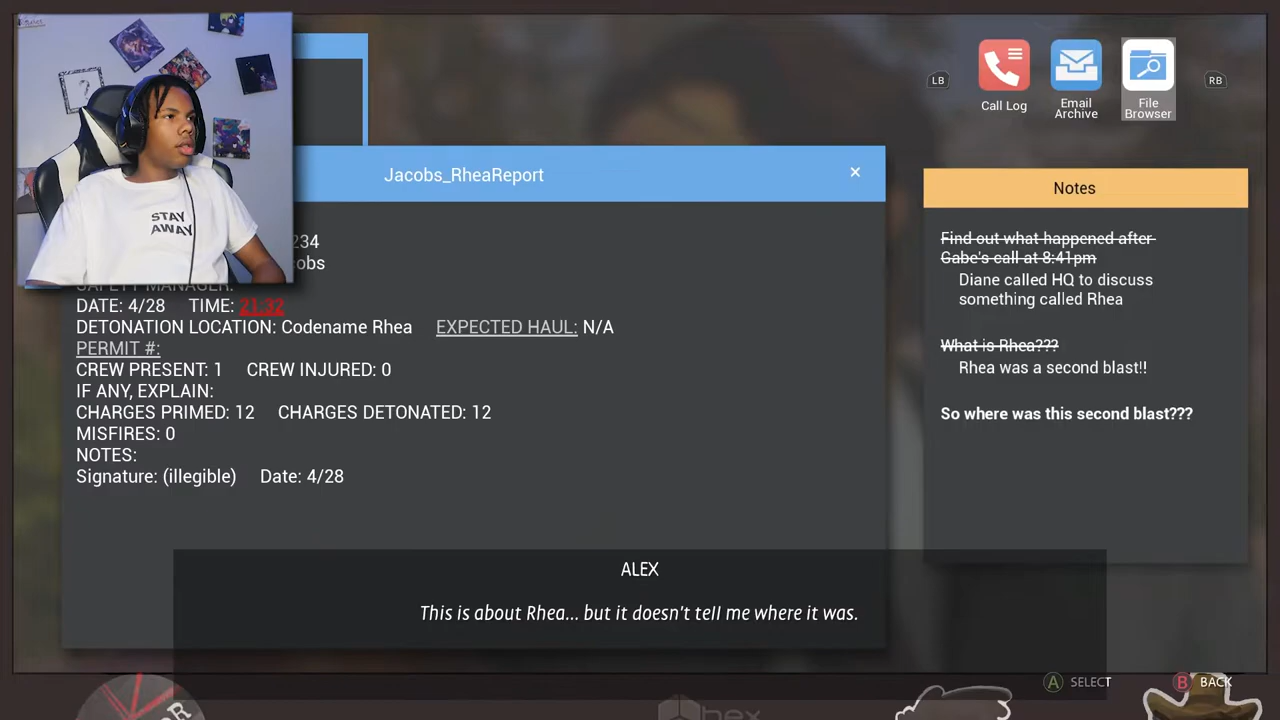 LB
Call Log
Email
Archive
File
Browser
RB
Jacobs_RheaReport
×
STAY
AWAY
234
obs
SAFETY MANAGER:
DATE: 4/28 TIME: 21:32
DETONATION LOCATION: Codename Rhea EXPECTED HAUL: N/A
PERMIT #:
CREW PRESENT: 1 CREW INJURED: 0
IF ANY, EXPLAIN:
CHARGES PRIMED: 12 CHARGES DETONATED: 12
MISFIRES: 0
NOTES:
Signature: (illegible) Date: 4/28
Notes
Find out what happened after
Gabe's call at 8:41pm
Diane called HQ to discuss
something called Rhea
What is Rhea???
Rhea was a second blast!!
So where was this second blast???
ALEX
This is about Rhea... but it doesn't tell me where it was.
A SELECT
B BACK
hex